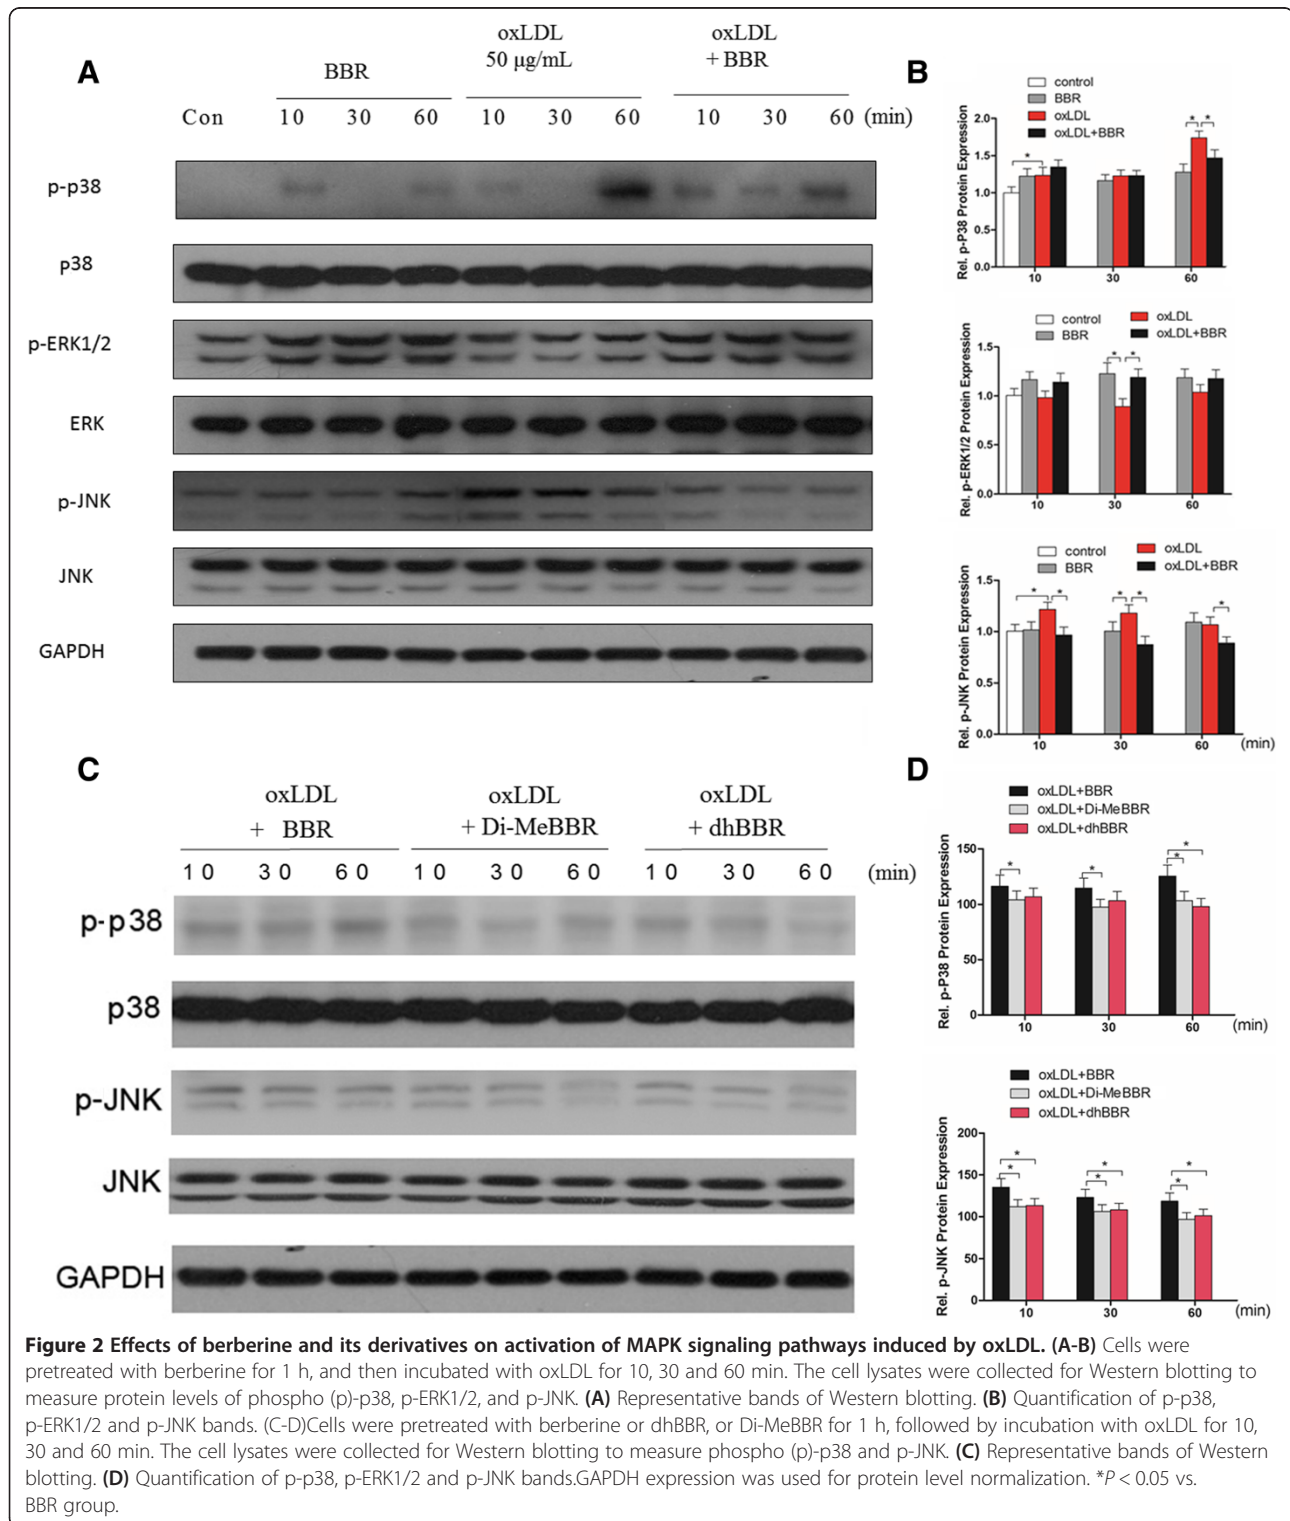 A
BBR
oxLDL
50 µg/mL
oxLDL
+ BBR
Con 10 30 60 10 30 60 10 30 60 (min)
p-p38
p38
p-ERK1/2
ERK
p-JNK
JNK
GAPDH
B
control
BBR
oxLDL
oxLDL+BBR
Rel. p-P38 Protein Expression
2.0
1.5
1.0
0.5
0.0
* * *
10 30 60
control
BBR
oxLDL
oxLDL+BBR
Rel. p-ERK1/2 Protein Expression
1.5
1.0
0.5
0.0
* *
10 30 60
control
BBR
oxLDL
oxLDL+BBR
Rel. p-JNK Protein Expression
1.5
1.0
0.5
0.0
* * * * *
10 30 60 (min)
C
oxLDL
+ BBR
oxLDL
+ Di-MeBBR
oxLDL
+ dhBBR
10 30 60 10 30 60 10 30 60 (min)
p-p38
p38
p-JNK
JNK
GAPDH
D
oxLDL+BBR
oxLDL+Di-MeBBR
oxLDL+dhBBR
Rel. p-P38 Protein Expression
150
100
50
0
* * * *
10 30 60 (min)
oxLDL+BBR
oxLDL+Di-MeBBR
oxLDL+dhBBR
Rel. p-JNK Protein Expression
200
150
100
50
0
* * * * * *
10 30 60 (min)
Figure 2 Effects of berberine and its derivatives on activation of MAPK signaling pathways induced by oxLDL. (A-B) Cells were
pretreated with berberine for 1 h, and then incubated with oxLDL for 10, 30 and 60 min. The cell lysates were collected for Western blotting to
measure protein levels of phospho (p)-p38, p-ERK1/2, and p-JNK. (A) Representative bands of Western blotting. (B) Quantification of p-p38,
p-ERK1/2 and p-JNK bands. (C-D)Cells were pretreated with berberine or dhBBR, or Di-MeBBR for 1 h, followed by incubation with oxLDL for 10,
30 and 60 min. The cell lysates were collected for Western blotting to measure phospho (p)-p38 and p-JNK. (C) Representative bands of Western
blotting. (D) Quantification of p-p38, p-ERK1/2 and p-JNK bands.GAPDH expression was used for protein level normalization. *P < 0.05 vs.
BBR group.